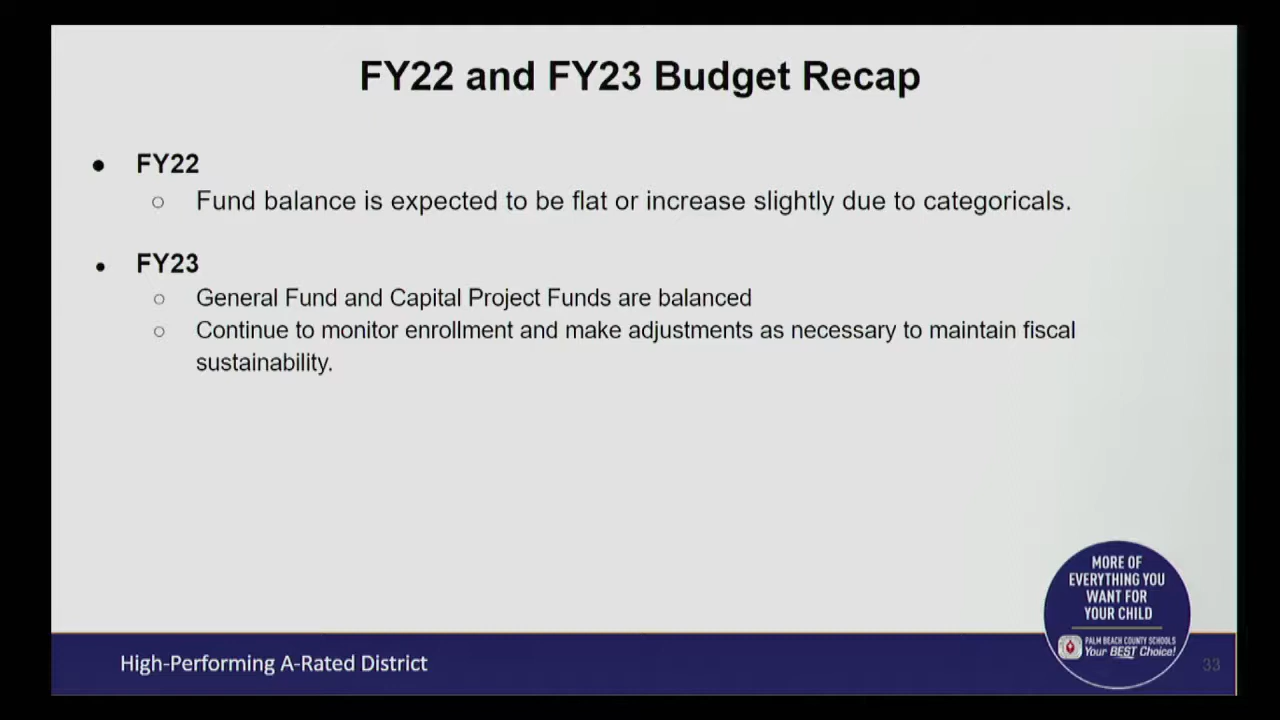 FY22 and FY23 Budget Recap
● FY22
○ Fund balance is expected to be flat or increase slightly due to categoricals.
● FY23
○ General Fund and Capital Project Funds are balanced
○ Continue to monitor enrollment and make adjustments as necessary to maintain fiscal
sustainability.
MORE OF
EVERYTHING YOU
WANT FOR
YOUR CHILD
PALM BEACH COUNTY SCHOOLS
Your BEST Choice!
High-Performing A-Rated District
33